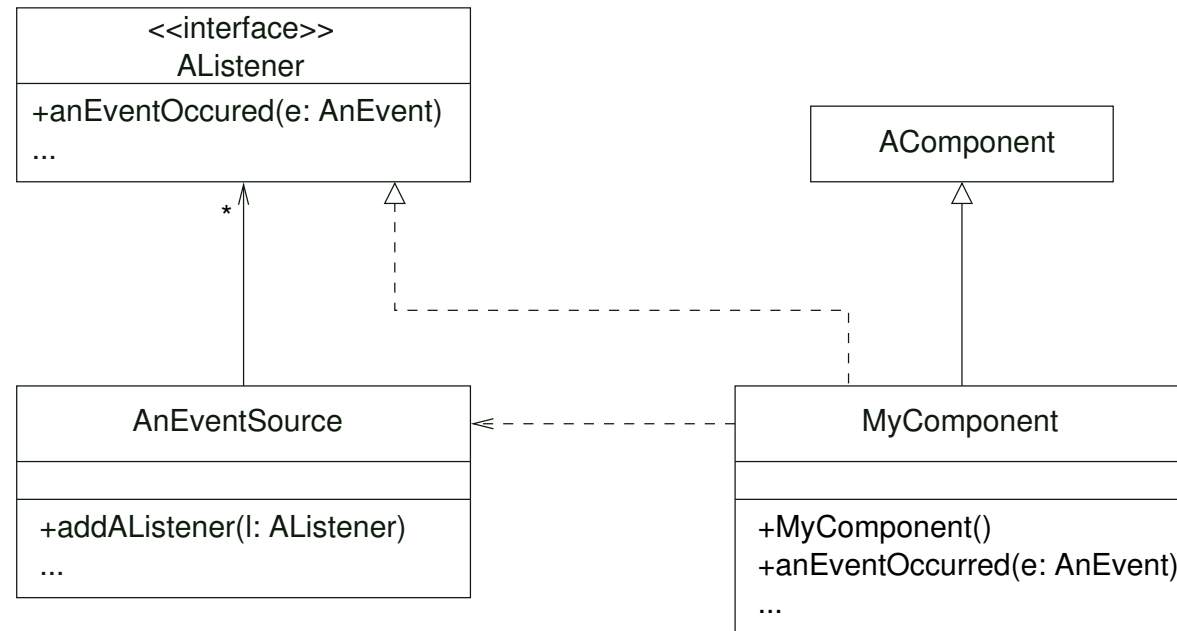 <<interface>>
AListener
+anEventOccured(e: AnEvent)
...
AComponent
*
AnEventSource
+addAListener(l: AListener)
...
MyComponent
+MyComponent()
+anEventOccurred(e: AnEvent)
...